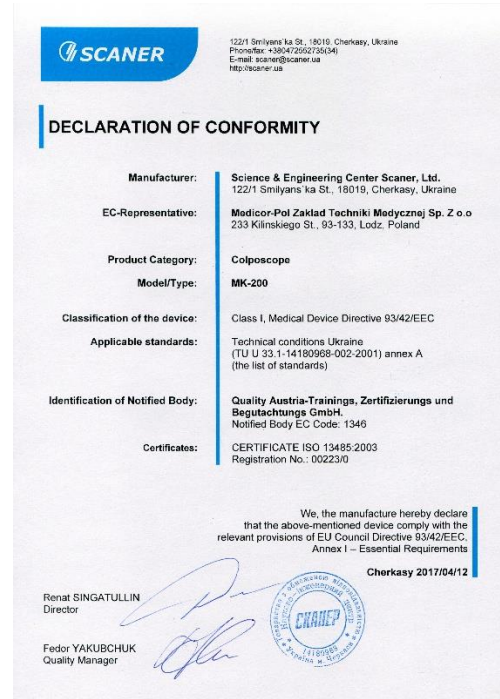 SCANER
122/1 Smilyans`ka St., 18019, Cherkasy, Ukraine
Phone/fax: +380472552735(34)
E-mail: scaner@scaner.ua
http://scaner.ua
DECLARATION OF CONFORMITY
Manufacturer: Science & Engineering Center Scaner, Ltd.
122/1 Smilyans`ka St., 18019, Cherkasy, Ukraine
EC-Representative: Medicor-Pol Zaklad Techniki Medycznej Sp. Z o.o
233 Kilinskiego St., 93-133, Lodz, Poland
Product Category: Colposcope
Model/Type: MK-200
Classification of the device: Class I, Medical Device Directive 93/42/EEC
Applicable standards: Technical conditions Ukraine
(TU U 33.1-14180968-002-2001) annex A
(the list of standards)
Identification of Notified Body: Quality Austria-Trainings, Zertifizierungs und
Begutachtungs GmbH.
Notified Body EC Code: 1346
Certificates: CERTIFICATE ISO 13485:2003
Registration No.: 00223/0
We, the manufacture hereby declare
that the above-mentioned device comply with the
relevant provisions of EU Council Directive 93/42/EEC,
Annex I – Essential Requirements
Cherkasy 2017/04/12
Renat SINGATULLIN
Director
Fedor YAKUBCHUK
Quality Manager
СКАНЕР